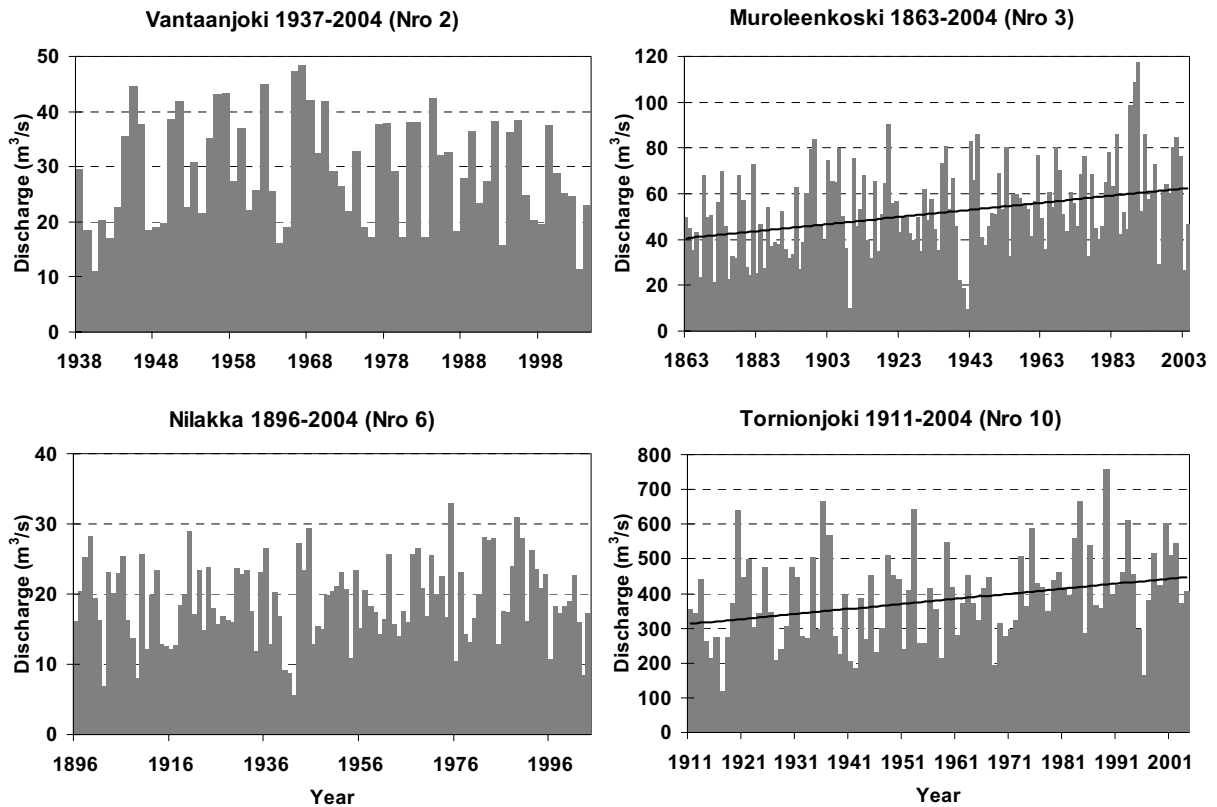 Vantaanjoki 1937-2004 (Nro 2)
Discharge (m³/s)
50
40
30
20
10
0
1938 1948 1958 1968 1978 1988 1998
Muroleenkoski 1863-2004 (Nro 3)
Discharge (m³/s)
120
100
80
60
40
20
0
1863 1883 1903 1923 1943 1963 1983 2003
Nilakka 1896-2004 (Nro 6)
Discharge (m³/s)
40
30
20
10
0
1896 1916 1936 1956 1976 1996
Year
Tornionjoki 1911-2004 (Nro 10)
Discharge (m³/s)
800
700
600
500
400
300
200
100
0
1911 1921 1931 1941 1951 1961 1971 1981 1991 2001
Year